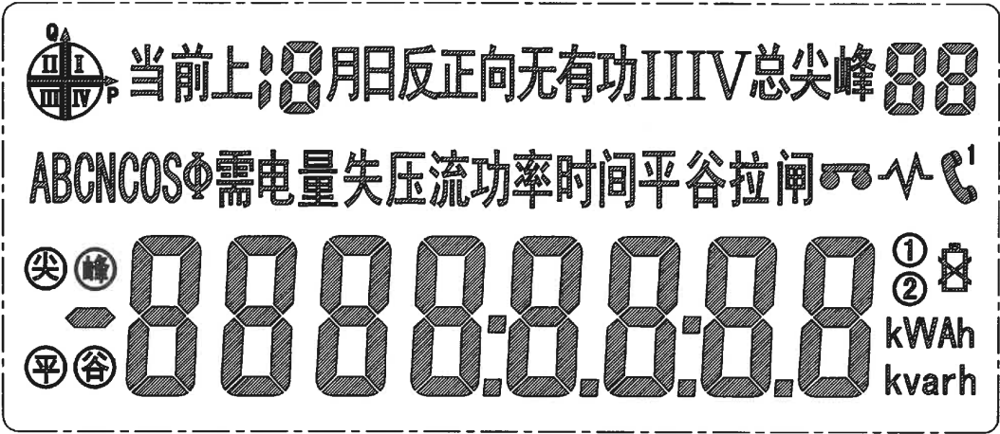 Q
II I
III IV P
当前上18月日反正向无有功IIIV总尖峰88
ABCNCOSΦ需电量失压流功率时间平谷拉闸 1
尖 峰 8888:8.8:8.8 ① ②
平 谷 kWAh
kvarh